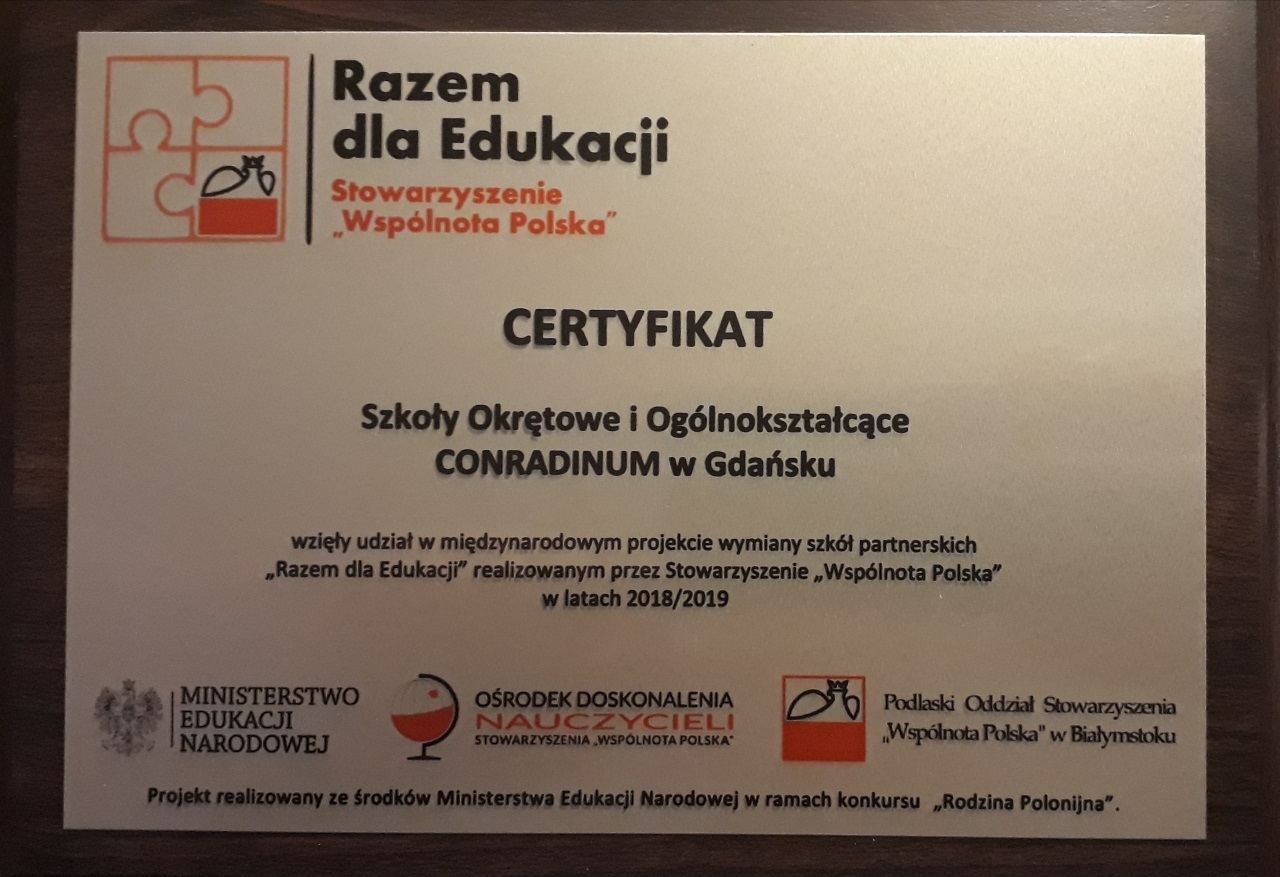 Razem
dla Edukacji
Stowarzyszenie
„Wspólnota Polska”
CERTYFIKAT
Szkoły Okrętowe i Ogólnokształcące
CONRADINUM w Gdańsku
wzięły udział w międzynarodowym projekcie wymiany szkół partnerskich
„Razem dla Edukacji” realizowanym przez Stowarzyszenie „Wspólnota Polska”
w latach 2018/2019
MINISTERSTWO
EDUKACJI
NARODOWEJ
OŚRODEK DOSKONALENIA
NAUCZYCIELI
STOWARZYSZENIA „WSPÓLNOTA POLSKA”
Podlaski Oddział Stowarzyszenia
„Wspólnota Polska” w Białymstoku
Projekt realizowany ze środków Ministerstwa Edukacji Narodowej w ramach konkursu „Rodzina Polonijna”.